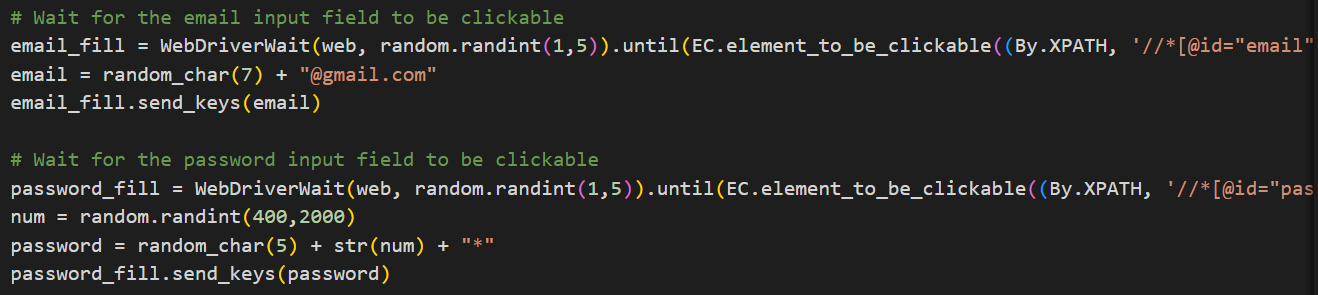 # Wait for the email input field to be clickable
email_fill = WebDriverWait(web, random.randint(1,5)).until(EC.element_to_be_clickable((By.XPATH, '//*[@id="email"
email = random_char(7) + "@gmail.com"
email_fill.send_keys(email)
# Wait for the password input field to be clickable
password_fill = WebDriverWait(web, random.randint(1,5)).until(EC.element_to_be_clickable((By.XPATH, '//*[@id="pas
num = random.randint(400,2000)
password = random_char(5) + str(num) + "*"
password_fill.send_keys(password)